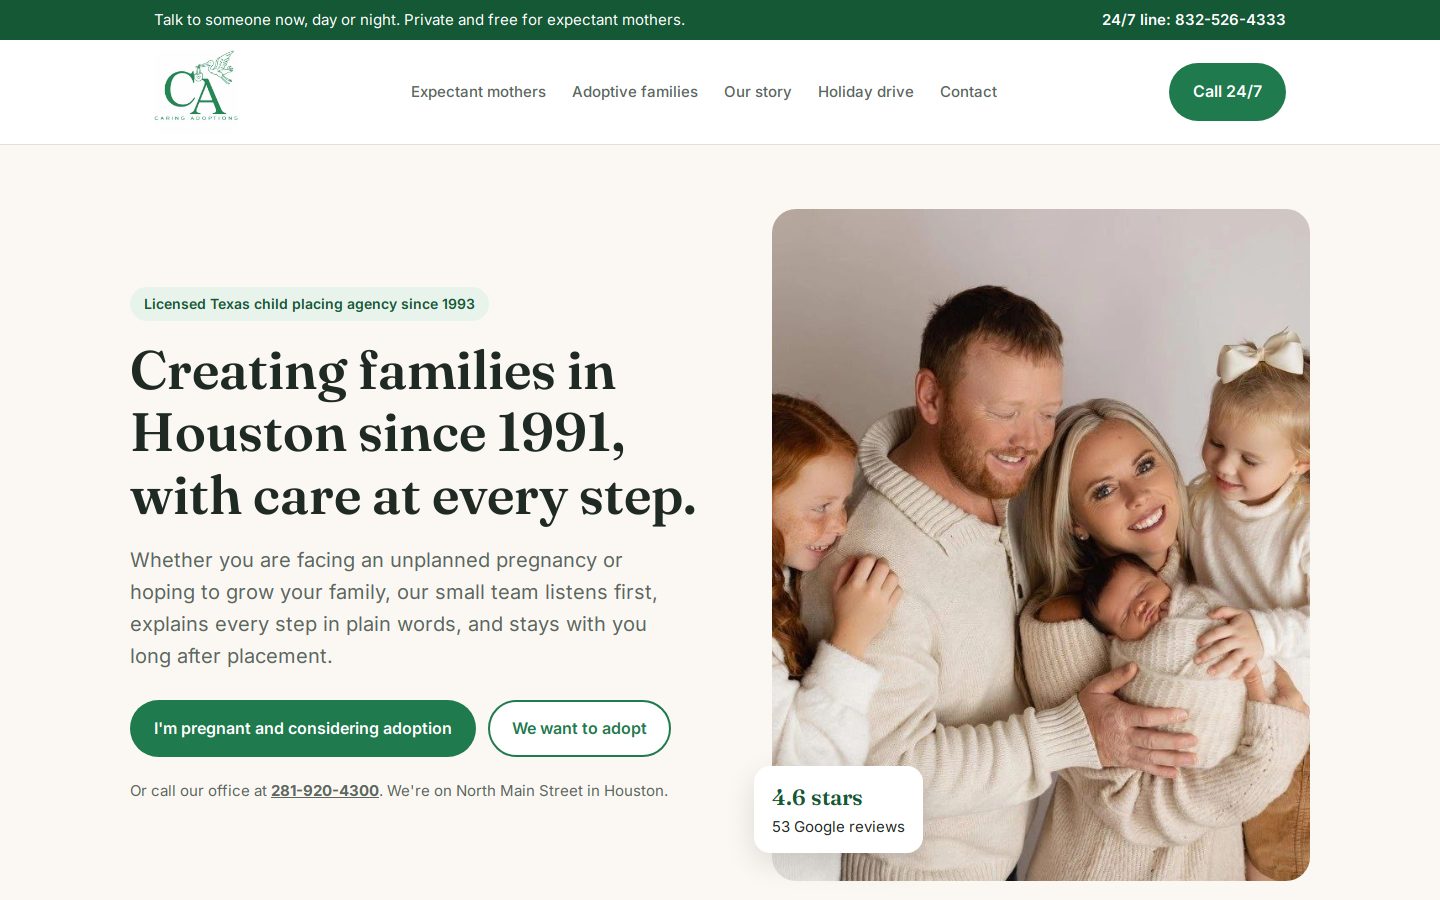 Talk to someone now, day or night. Private and free for expectant mothers.
24/7 line: 832-526-4333
CA
CARING ADOPTIONS
Expectant mothers
Adoptive families
Our story
Holiday drive
Contact
Call 24/7
Licensed Texas child placing agency since 1993
Creating families in
Houston since 1991,
with care at every step.
Whether you are facing an unplanned pregnancy or
hoping to grow your family, our small team listens first,
explains every step in plain words, and stays with you
long after placement.
I'm pregnant and considering adoption
We want to adopt
Or call our office at 281-920-4300. We're on North Main Street in Houston.
4.6 stars
53 Google reviews